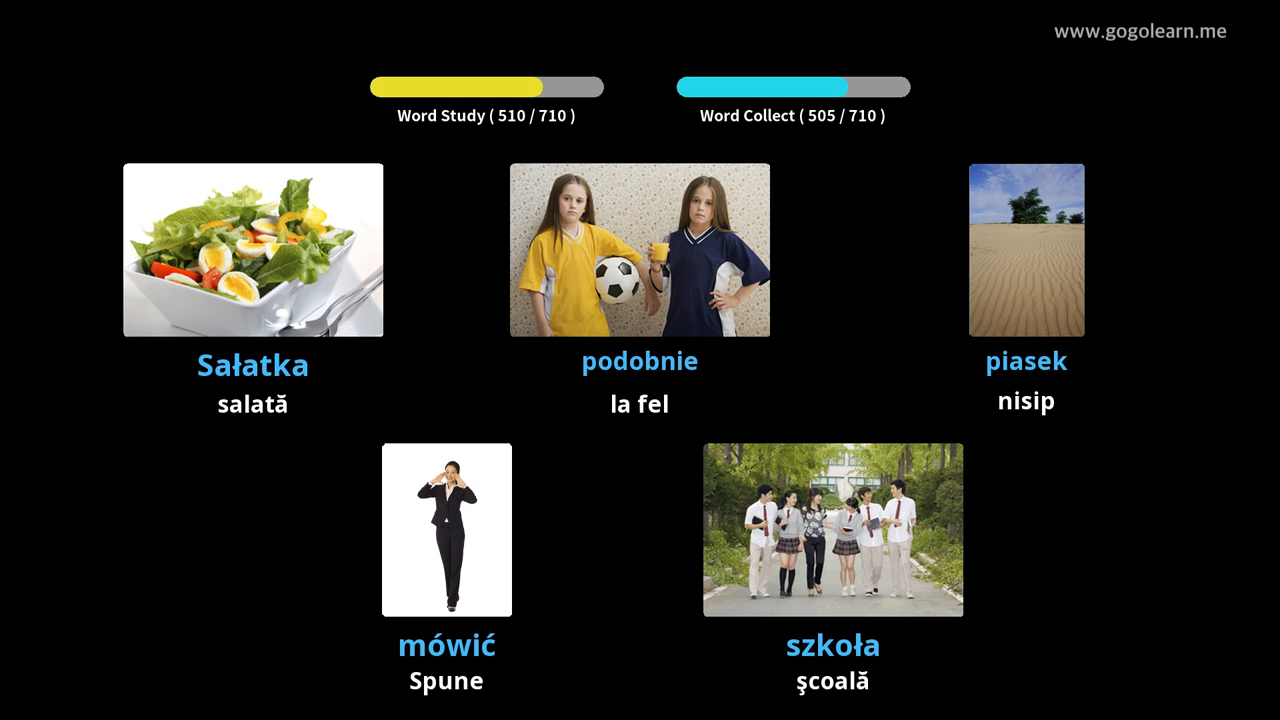 www.gogolearn.me
Word Study ( 510 / 710 )
Word Collect ( 505 / 710 )
Sałatka
salată
podobnie
la fel
piasek
nisip
mówić
Spune
szkoła
şcoală